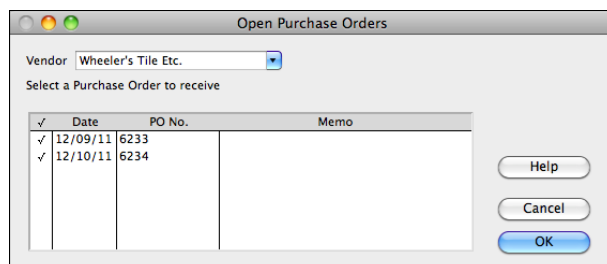 Open Purchase Orders
Vendor Wheeler's Tile Etc.
Select a Purchase Order to receive
√ Date PO No. Memo
√ 12/09/11 6233
√ 12/10/11 6234
Help
Cancel
OK